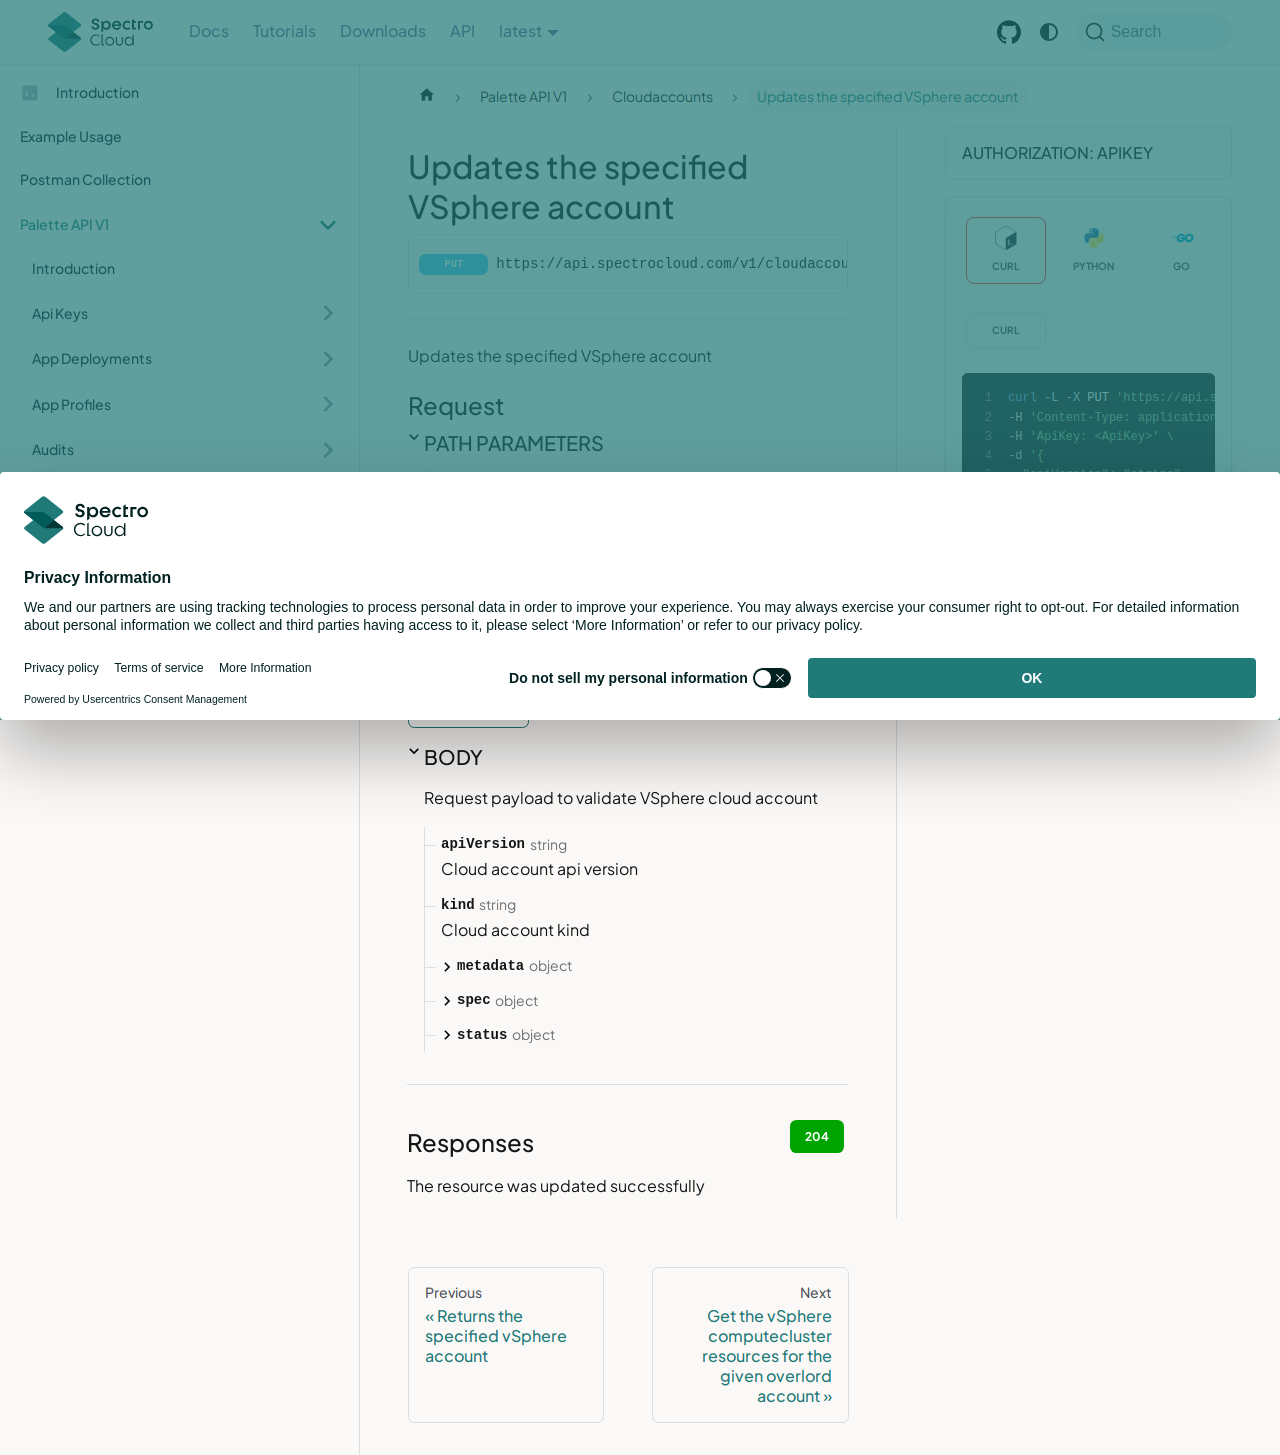 Spectro Cloud
Docs
Tutorials
Downloads
API
latest
Search
Introduction
Example Usage
Postman Collection
Palette API V1
Introduction
Api Keys
App Deployments
App Profiles
Audits
Palette API V1
Cloudaccounts
Updates the specified VSphere account
Updates the specified
VSphere account
PUT https://api.spectrocloud.com/v1/cloudaccou
Updates the specified VSphere account
Request
PATH PARAMETERS
AUTHORIZATION: APIKEY
CURL
PYTHON
GO
CURL
1 curl -L -X PUT 'https://api.s
2 -H 'Content-Type: application
3 -H 'ApiKey: <ApiKey>' \
4 -d '{
Spectro
Cloud
Privacy Information
We and our partners are using tracking technologies to process personal data in order to improve your experience. You may always exercise your consumer right to opt-out. For detailed information
about personal information we collect and third parties having access to it, please select ‘More Information’ or refer to our privacy policy.
Privacy policy
Terms of service
More Information
Powered by Usercentrics Consent Management
Do not sell my personal information
OK
BODY
Request payload to validate VSphere cloud account
apiVersion string
Cloud account api version
kind string
Cloud account kind
metadata object
spec object
status object
Responses
204
The resource was updated successfully
Previous
« Returns the
specified vSphere
account
Next
Get the vSphere
computecluster
resources for the
given overlord
account »